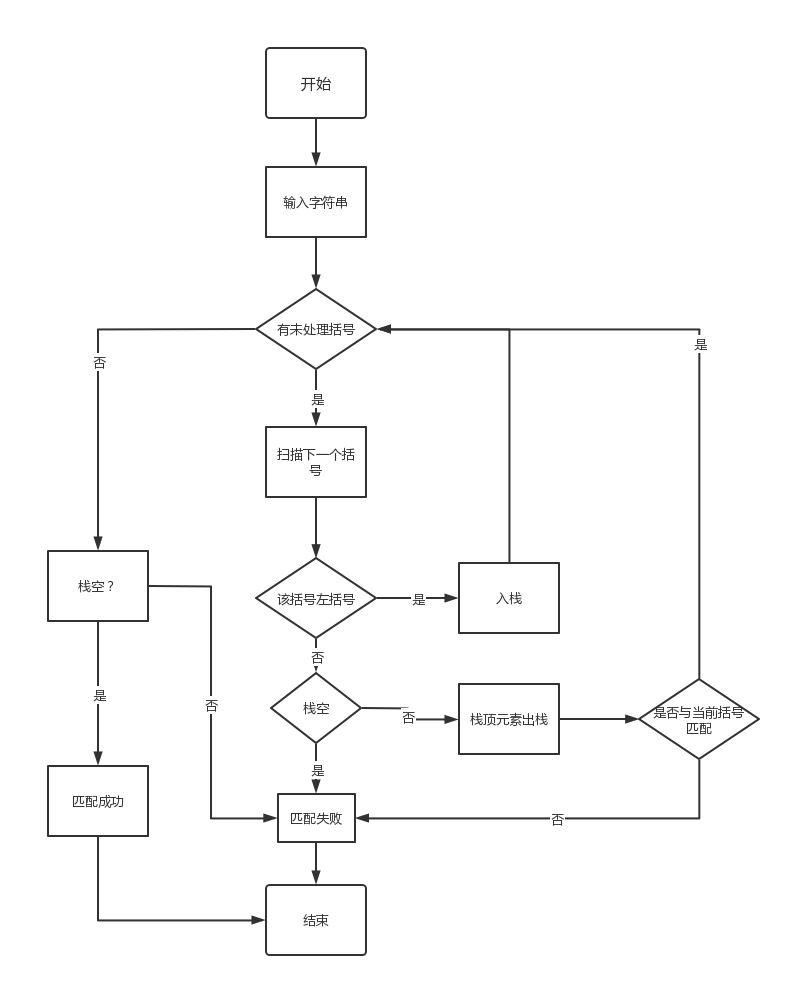 开始
输入字符串
有未处理括号
否
是
是
扫描下一个括
号
栈空？
该括号左括号
是
入栈
否
是
否
栈空
否
栈顶元素出栈
是否与当前括号
匹配
是
匹配成功
匹配失败
否
结束